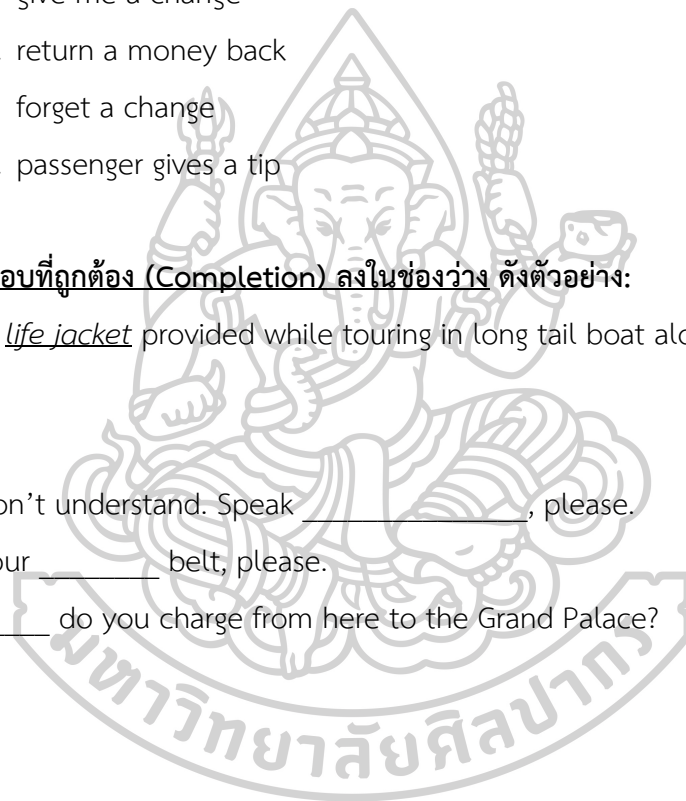 give me a change
. return a money back
forget a change
. passenger gives a tip
อบที่ถูกต้อง (Completion) ลงในช่องว่าง ดังตัวอย่าง:
life jacket provided while touring in long tail boat alo
on't understand. Speak _______________, please.
our ________ belt, please.
____ do you charge from here to the Grand Palace?
มหาวิทยาลัยศิลปากร